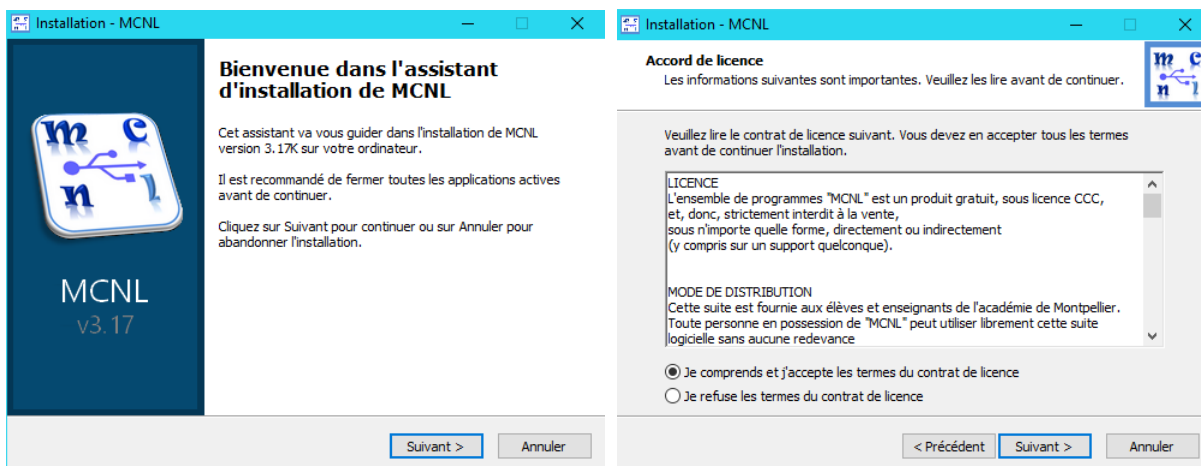 Installation - MCNL
Bienvenue dans l'assistant
d'installation de MCNL
Cet assistant va vous guider dans l'installation de MCNL
version 3.17K sur votre ordinateur.
Il est recommandé de fermer toutes les applications actives
avant de continuer.
Cliquez sur Suivant pour continuer ou sur Annuler pour
abandonner l'installation.
m c
n l
MCNL
v3.17
Suivant >
Annuler
Installation - MCNL
Accord de licence
Les informations suivantes sont importantes. Veuillez les lire avant de continuer.
m c
n l
Veuillez lire le contrat de licence suivant. Vous devez en accepter tous les termes
avant de continuer l'installation.
LICENCE
L'ensemble de programmes "MCNL" est un produit gratuit, sous licence CCC,
et, donc, strictement interdit à la vente,
sous n'importe quelle forme, directement ou indirectement
(y compris sur un support quelconque).
MODE DE DISTRIBUTION
Cette suite est fournie aux élèves et enseignants de l'académie de Montpellier.
Toute personne en possession de "MCNL" peut utiliser librement cette suite
logicielle sans aucune redevance
Je comprends et j'accepte les termes du contrat de licence
Je refuse les termes du contrat de licence
< Précédent
Suivant >
Annuler